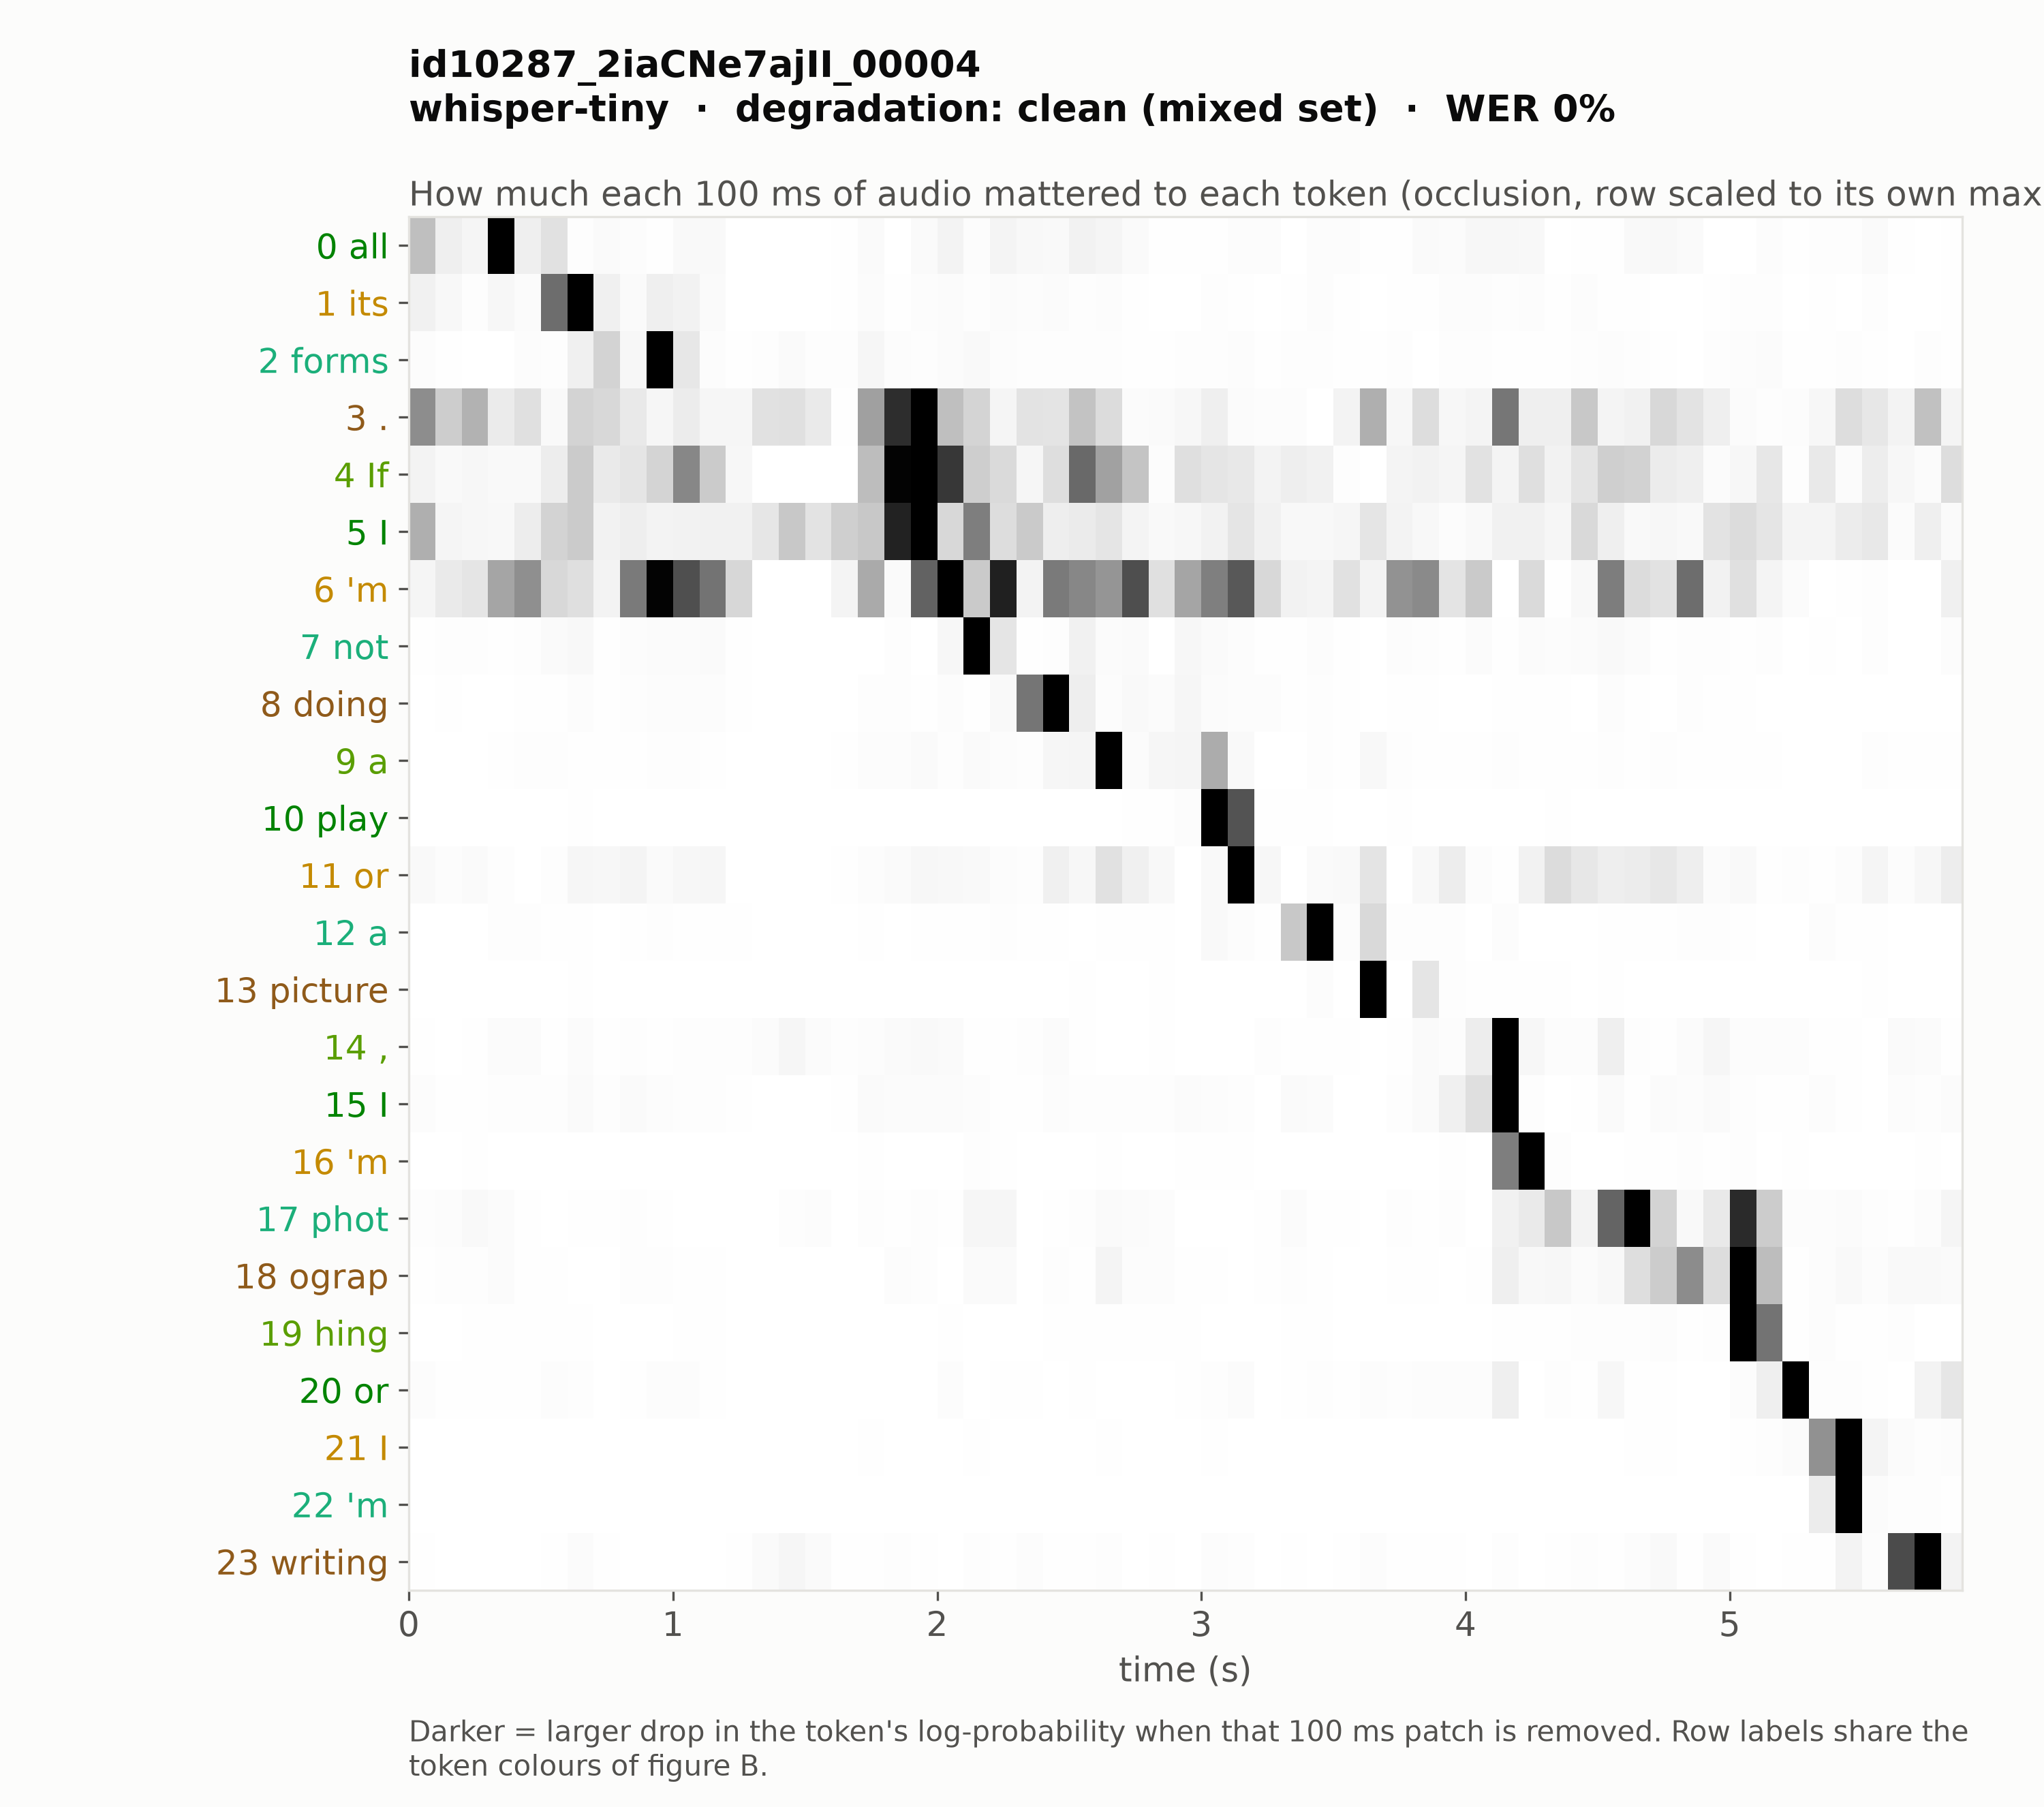 id10287_2iaCNe7ajII_00004
whisper-tiny · degradation: clean (mixed set) · WER 0%
How much each 100 ms of audio mattered to each token (occlusion, row scaled to its own max
0 all
1 its
2 forms
3 .
4 If
5 I
6 'm
7 not
8 doing
9 a
10 play
11 or
12 a
13 picture
14 ,
15 I
16 'm
17 phot
18 ograp
19 hing
20 or
21 I
22 'm
23 writing
0 1 2 3 4 5
time (s)
Darker = larger drop in the token's log-probability when that 100 ms patch is removed. Row labels share the
token colours of figure B.